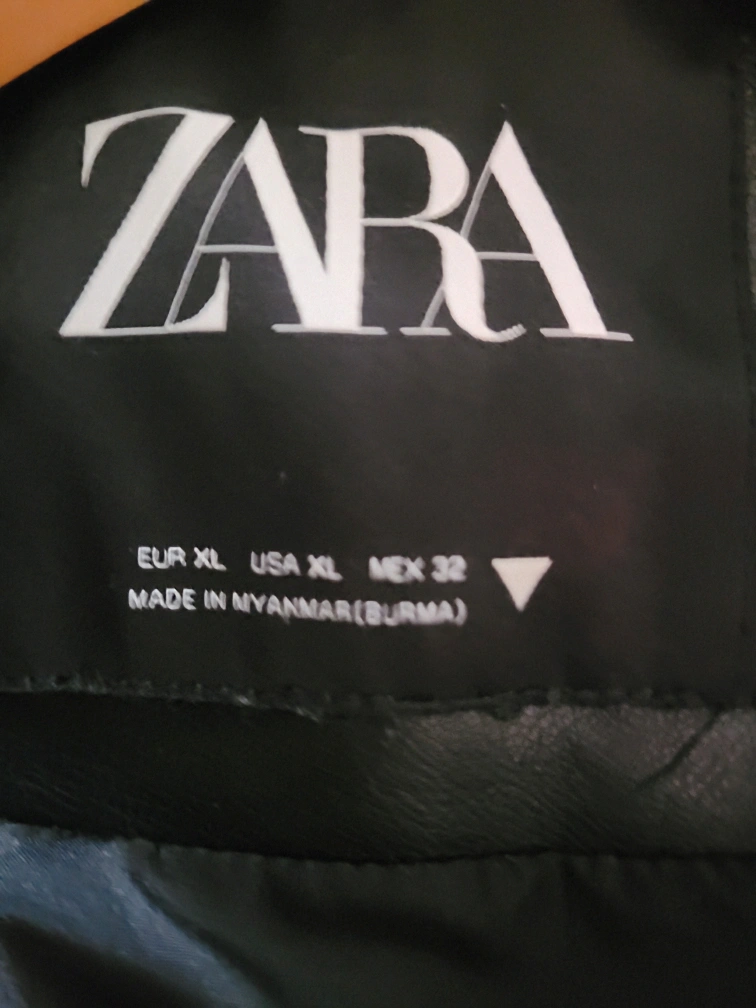 ZARA
EUR XL USA XL MEX 32
MADE IN MYANMAR(BURMA)